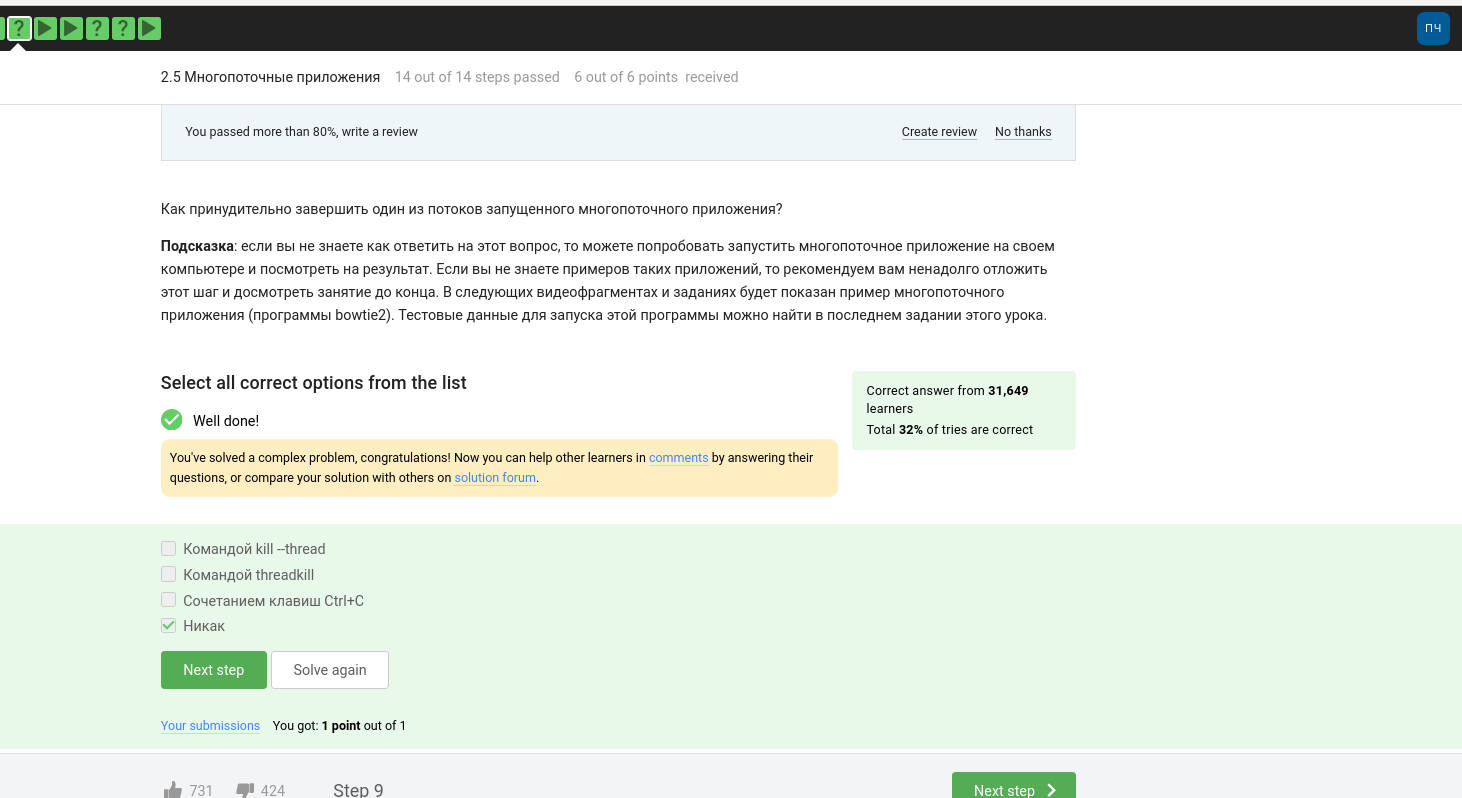 ? ? ?
ПЧ
2.5 Многопоточные приложения 14 out of 14 steps passed 6 out of 6 points received
You passed more than 80%, write a review Create review No thanks
Как принудительно завершить один из потоков запущенного многопоточного приложения?
Подсказка: если вы не знаете как ответить на этот вопрос, то можете попробовать запустить многопоточное приложение на своем
компьютере и посмотреть на результат. Если вы не знаете примеров таких приложений, то рекомендуем вам ненадолго отложить
этот шаг и досмотреть занятие до конца. В следующих видеофрагментах и заданиях будет показан пример многопоточного
приложения (программы bowtie2). Тестовые данные для запуска этой программы можно найти в последнем задании этого урока.
Select all correct options from the list
Well done!
You've solved a complex problem, congratulations! Now you can help other learners in comments by answering their
questions, or compare your solution with others on solution forum.
Correct answer from 31,649
learners
Total 32% of tries are correct
Командой kill --thread
Командой threadkill
Сочетанием клавиш Ctrl+C
Никак
Next step Solve again
Your submissions You got: 1 point out of 1
731 424 Step 9 Next step